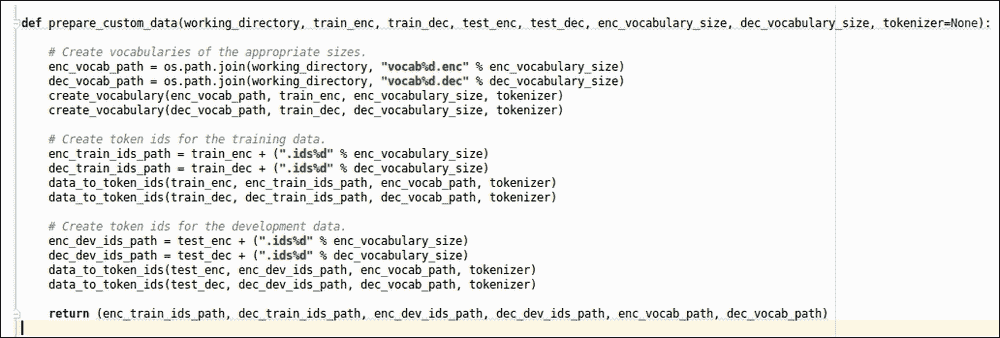 def prepare_custom_data(working_directory, train_enc, train_dec, test_enc, test_dec, enc_vocabulary_size, dec_vocabulary_size, tokenizer=None):
# Create vocabularies of the appropriate sizes.
enc_vocab_path = os.path.join(working_directory, "vocab%d.enc" % enc_vocabulary_size)
dec_vocab_path = os.path.join(working_directory, "vocab%d.dec" % dec_vocabulary_size)
create_vocabulary(enc_vocab_path, train_enc, enc_vocabulary_size, tokenizer)
create_vocabulary(dec_vocab_path, train_dec, dec_vocabulary_size, tokenizer)
# Create token ids for the training data.
enc_train_ids_path = train_enc + (".ids%d" % enc_vocabulary_size)
dec_train_ids_path = train_dec + (".ids%d" % dec_vocabulary_size)
data_to_token_ids(train_enc, enc_train_ids_path, enc_vocab_path, tokenizer)
data_to_token_ids(train_dec, dec_train_ids_path, dec_vocab_path, tokenizer)
# Create token ids for the development data.
enc_dev_ids_path = test_enc + (".ids%d" % enc_vocabulary_size)
dec_dev_ids_path = test_dec + (".ids%d" % dec_vocabulary_size)
data_to_token_ids(test_enc, enc_dev_ids_path, enc_vocab_path, tokenizer)
data_to_token_ids(test_dec, dec_dev_ids_path, dec_vocab_path, tokenizer)
return (enc_train_ids_path, dec_train_ids_path, enc_dev_ids_path, dec_dev_ids_path, enc_vocab_path, dec_vocab_path)